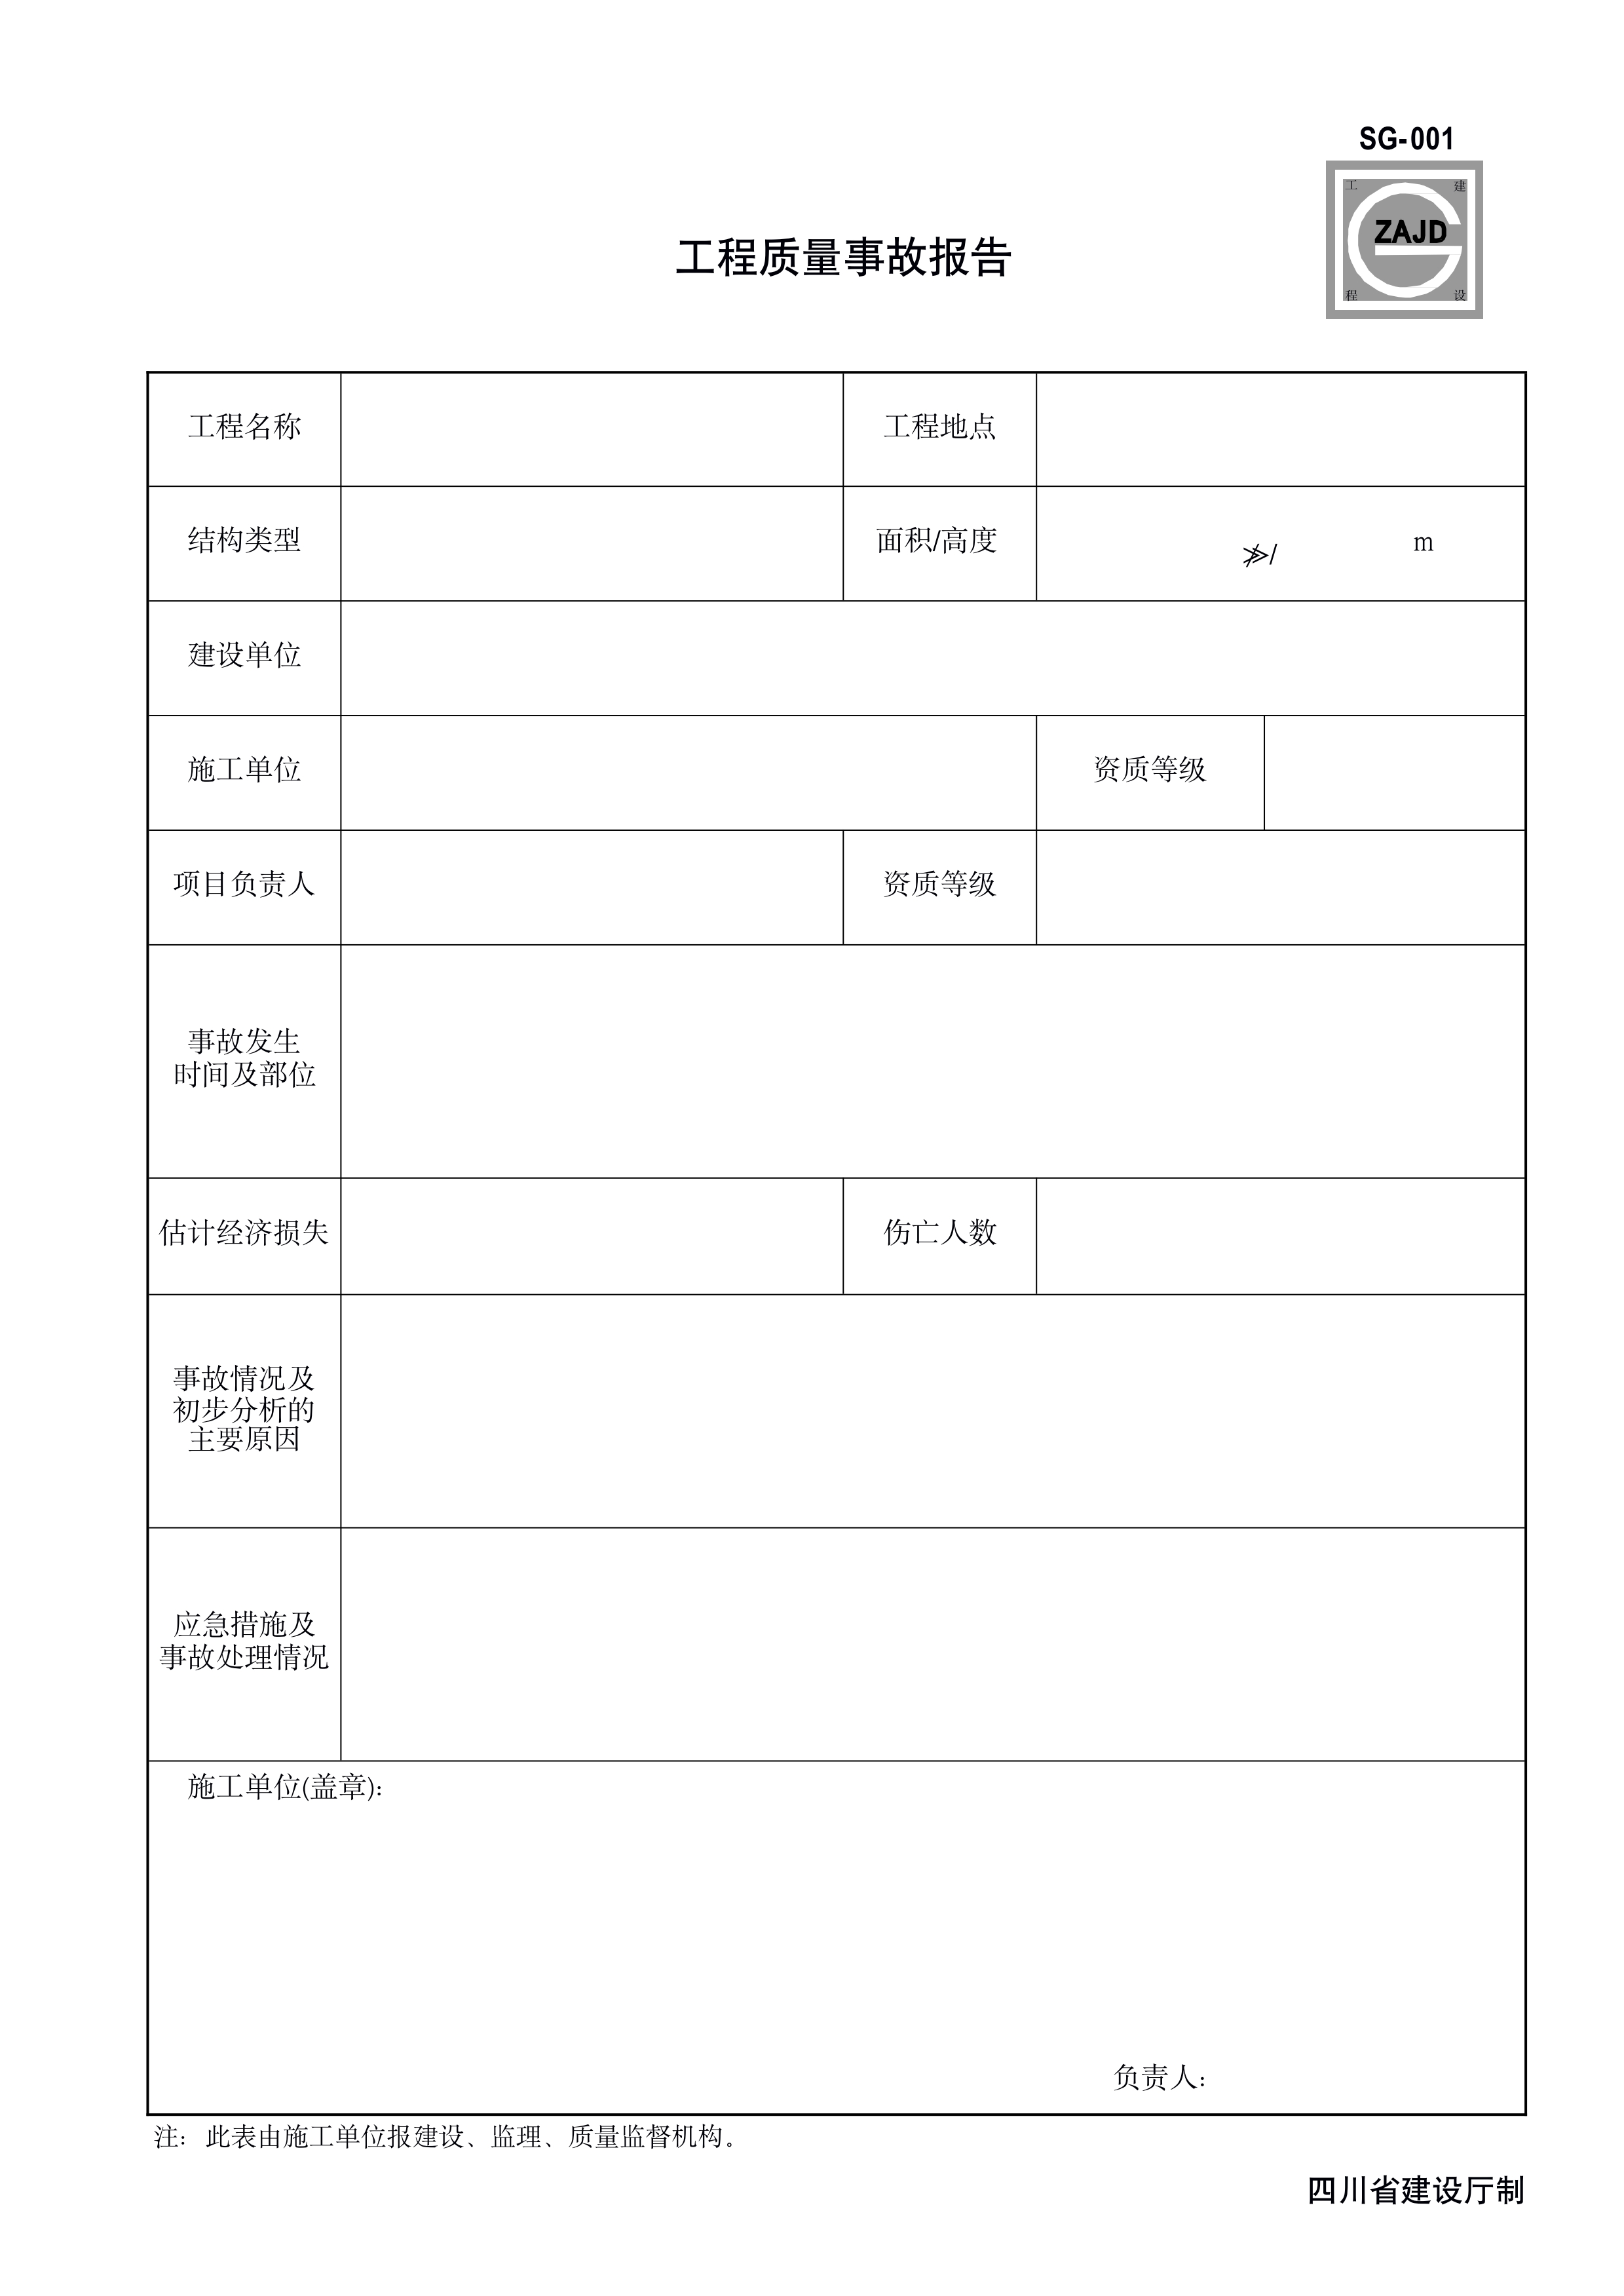 SG-001
工 建
ZAJD
程 设
工程质量事故报告
工程名称 工程地点
结构类型 面积/高度 / m
建设单位
施工单位 资质等级
项目负责人 资质等级
事故发生
时间及部位
估计经济损失 伤亡人数
事故情况及
初步分析的
主要原因
应急措施及
事故处理情况
施工单位(盖章):
负责人:
注：此表由施工单位报建设、监理、质量监督机构。
四川省建设厅制